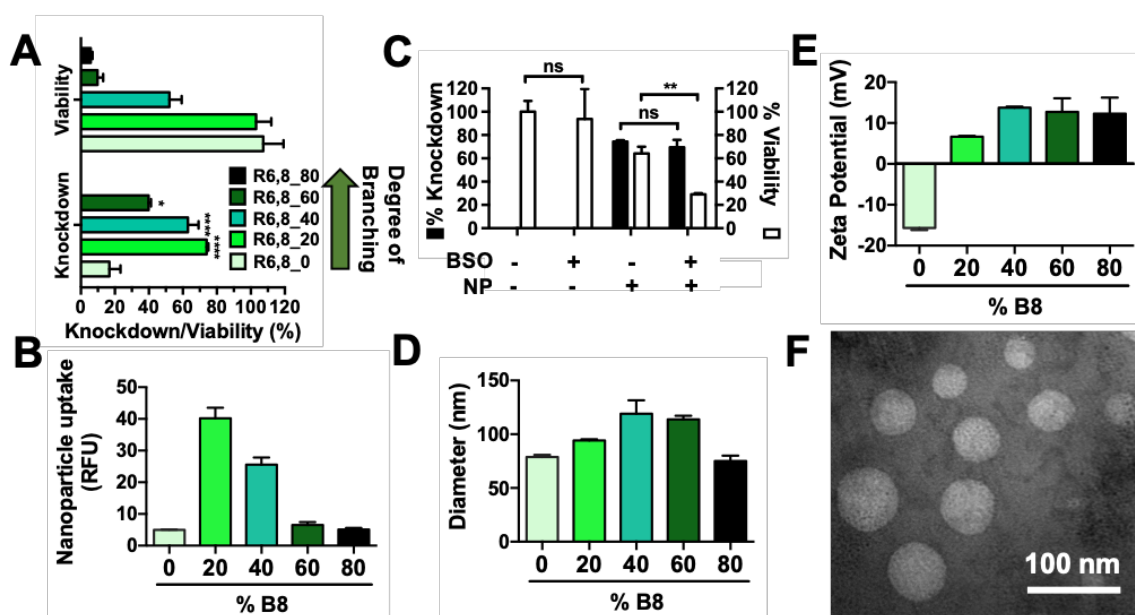 A
Viability
Knockdown
R6,8_80
R6,8_60
R6,8_40
R6,8_20
R6,8_0
*
****
****
Degree of
Branching
0 20 40 60 80 100 120
Knockdown/Viability (%)
B
Nanoparticle uptake
(RFU)
50
40
30
20
10
0
0 20 40 60 80
% B8
C
ns
**
ns
% Knockdown
120
100
80
60
40
20
0
120
100
80
60
40
20
0
% Viability
BSO - + - +
NP - - + +
D
Diameter (nm)
150
100
50
0
0 20 40 60 80
% B8
E
Zeta Potential (mV)
20
10
0
-10
-20
0 20 40 60 80
% B8
F
100 nm